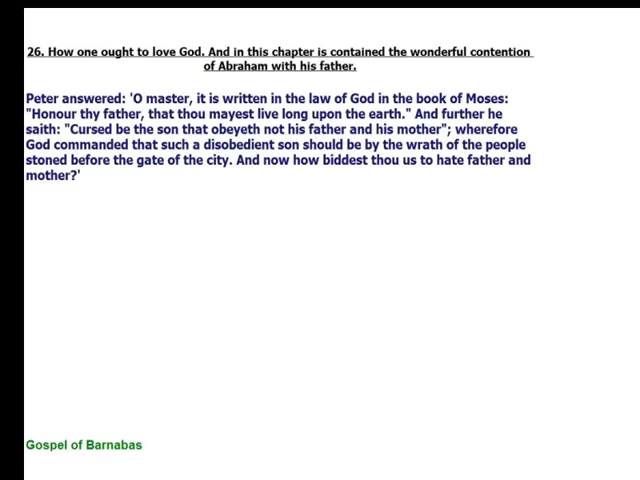 26. How one ought to love God. And in this chapter is contained the wonderful contention
of Abraham with his father.
Peter answered: 'O master, it is written in the law of God in the book of Moses:
"Honour thy father, that thou mayest live long upon the earth." And further he
saith: "Cursed be the son that obeyeth not his father and his mother"; wherefore
God commanded that such a disobedient son should be by the wrath of the people
stoned before the gate of the city. And now how biddest thou us to hate father and
mother?'
Gospel of Barnabas